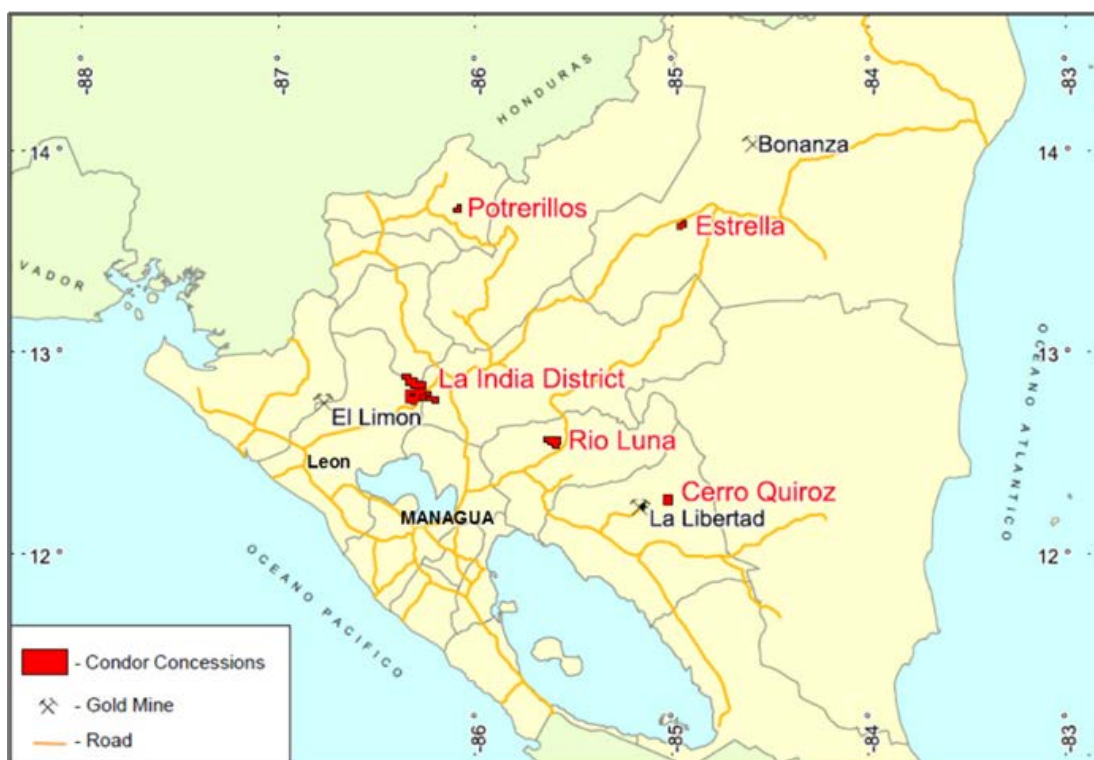 -88
-87
-86
-85
-84
-83
HONDURAS
14°
14°
Bonanza
Potrerillos
Estrella
VADOR
OCEANO ATLANTICO
13°
13°
La India District
El Limon
Rio Luna
Leon
Cerro Quiroz
MANAGUA
La Libertad
12°
12°
OCEANO PACIFICO
- Condor Concessions
- Gold Mine
- Road
-86
-85
-84
-83